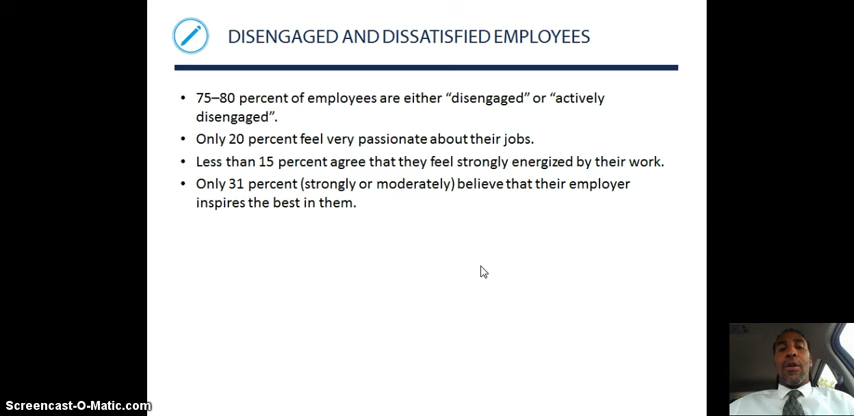 DISENGAGED AND DISSATISFIED EMPLOYEES
• 75–80 percent of employees are either “disengaged” or “actively
disengaged”.
• Only 20 percent feel very passionate about their jobs.
• Less than 15 percent agree that they feel strongly energized by their work.
• Only 31 percent (strongly or moderately) believe that their employer
inspires the best in them.
Screencast-O-Matic.com